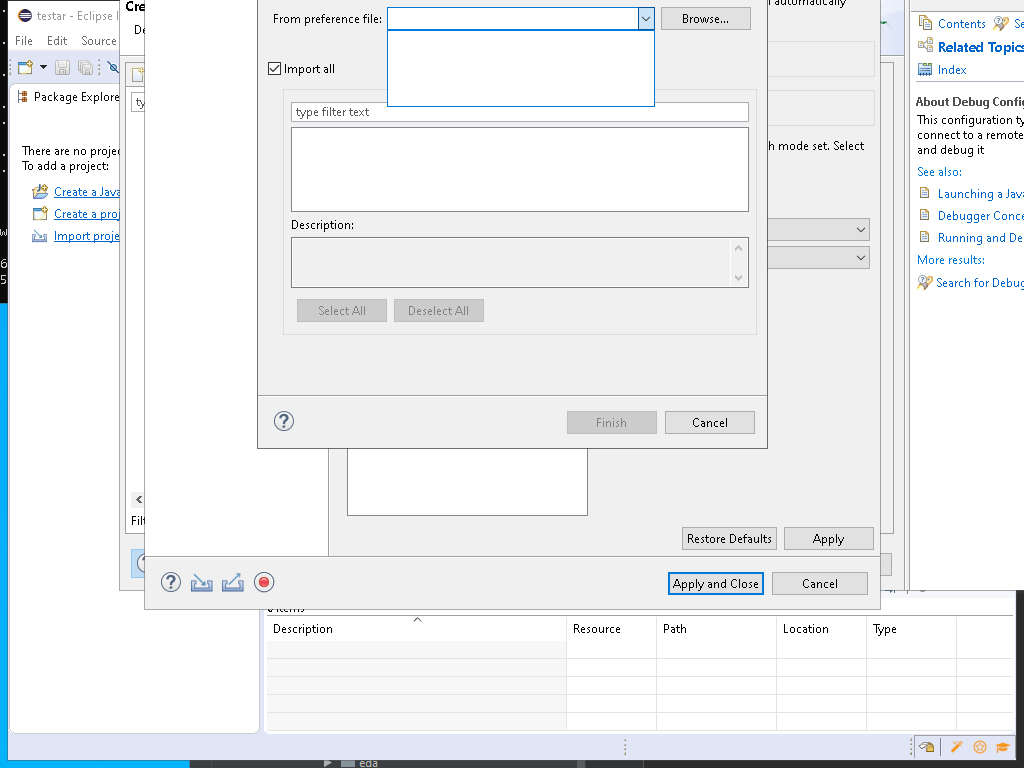 testar - Eclipse I
File Edit Source
Package Explore
There are no projec
To add a project:
Create a Java
Create a proj
Import proje
Cre
De
ty
Filt
From preference file:
Browse...
Import all
type filter text
Description:
Select All
Deselect All
Finish
Cancel
automatically
h mode set. Select
Restore Defaults
Apply
Apply and Close
Cancel
Contents
Se
Related Topics
Index
About Debug Config
This configuration ty
connect to a remote
and debug it
See also:
Launching a Java
Debugger Conce
Running and De
More results:
Search for Debug
Description
Resource
Path
Location
Type
eda